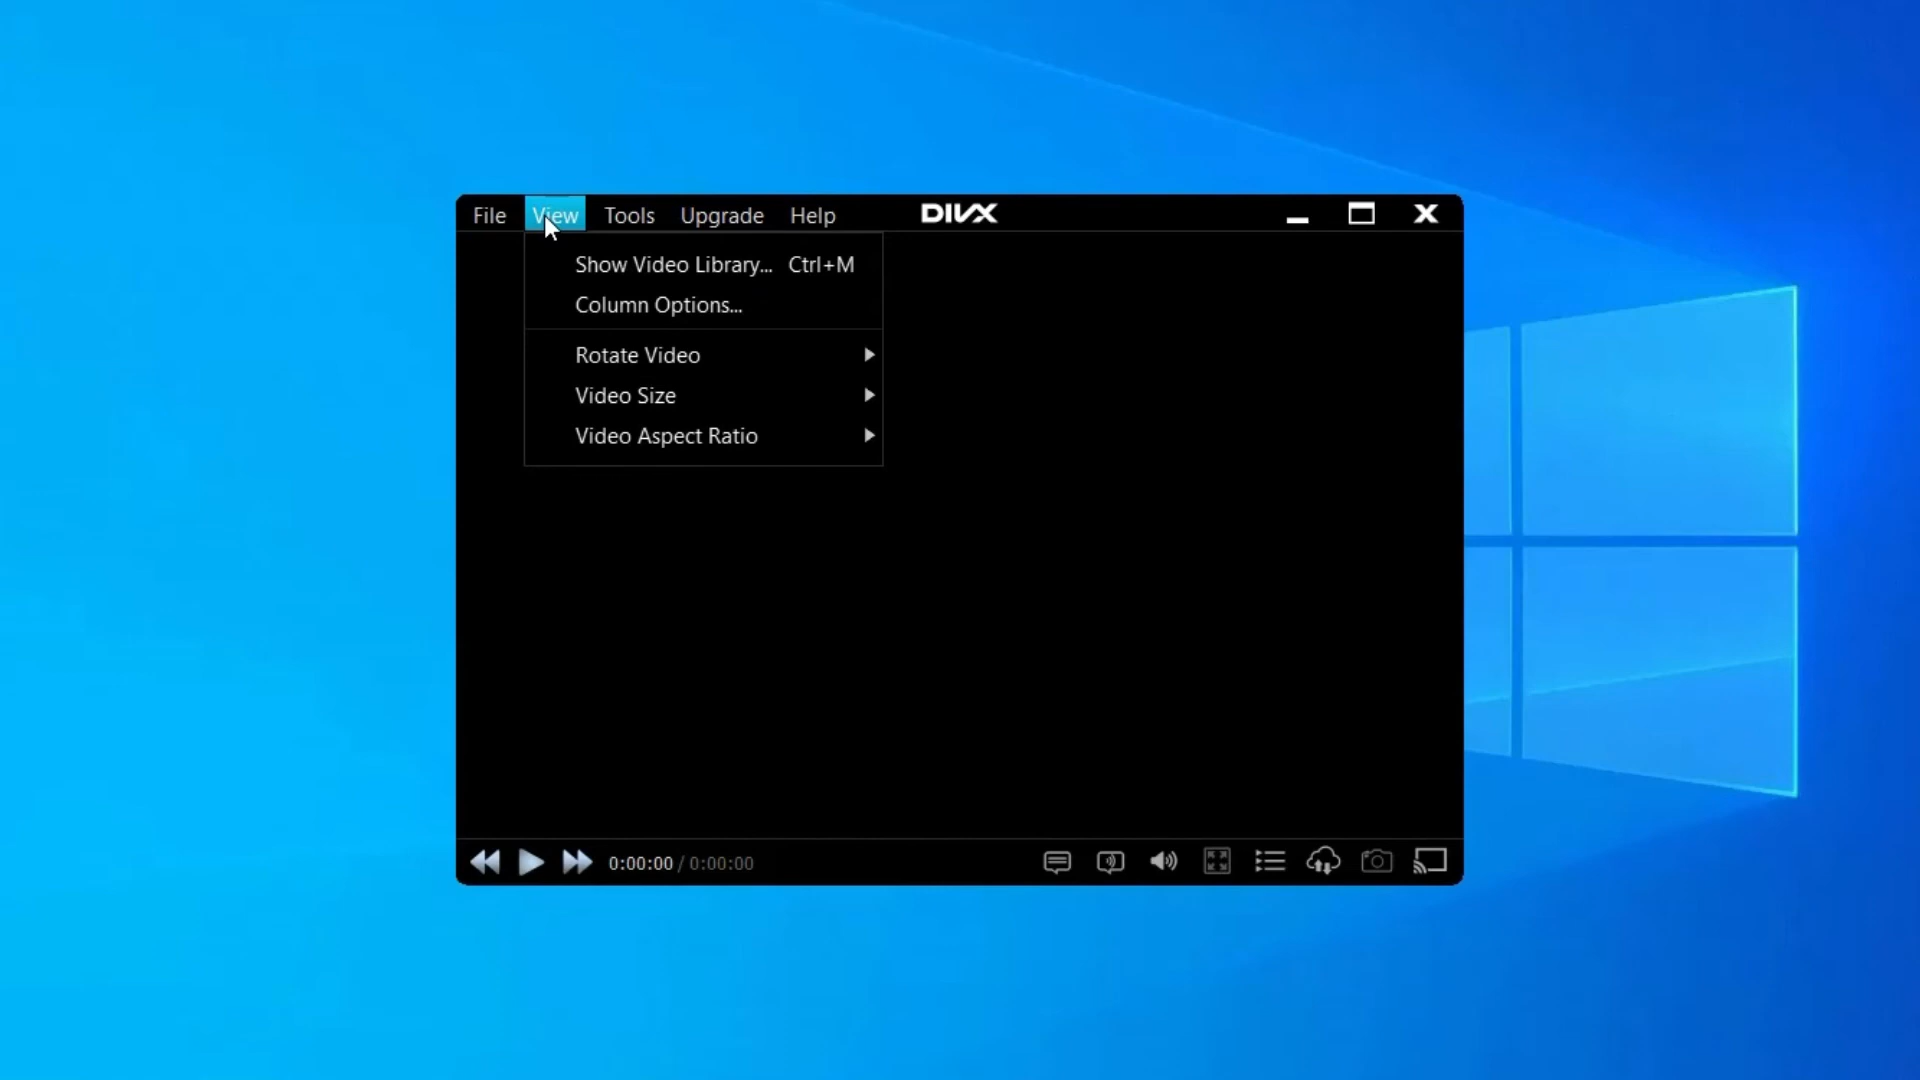 File View Tools Upgrade Help DIVX
Show Video Library... Ctrl+M
Column Options...
Rotate Video
Video Size
Video Aspect Ratio
0:00:00 / 0:00:00